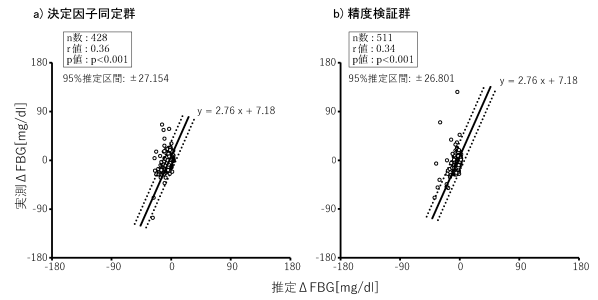 a) 決定因子同定群
n数 : 428
r値 : 0.36
p値 : p<0.001
95%推定区間: ±27.154
y = 2.76 x + 7.18
180
90
0
-90
-180
-180 -90 0 90 180
b) 精度検証群
n数 : 511
r値 : 0.34
p値 : p<0.001
95%推定区間: ±26.801
y = 2.76 x + 7.18
180
90
0
-90
-180
-180 -90 0 90 180
実測ΔFBG[mg/dl]
推定ΔFBG[mg/dl]